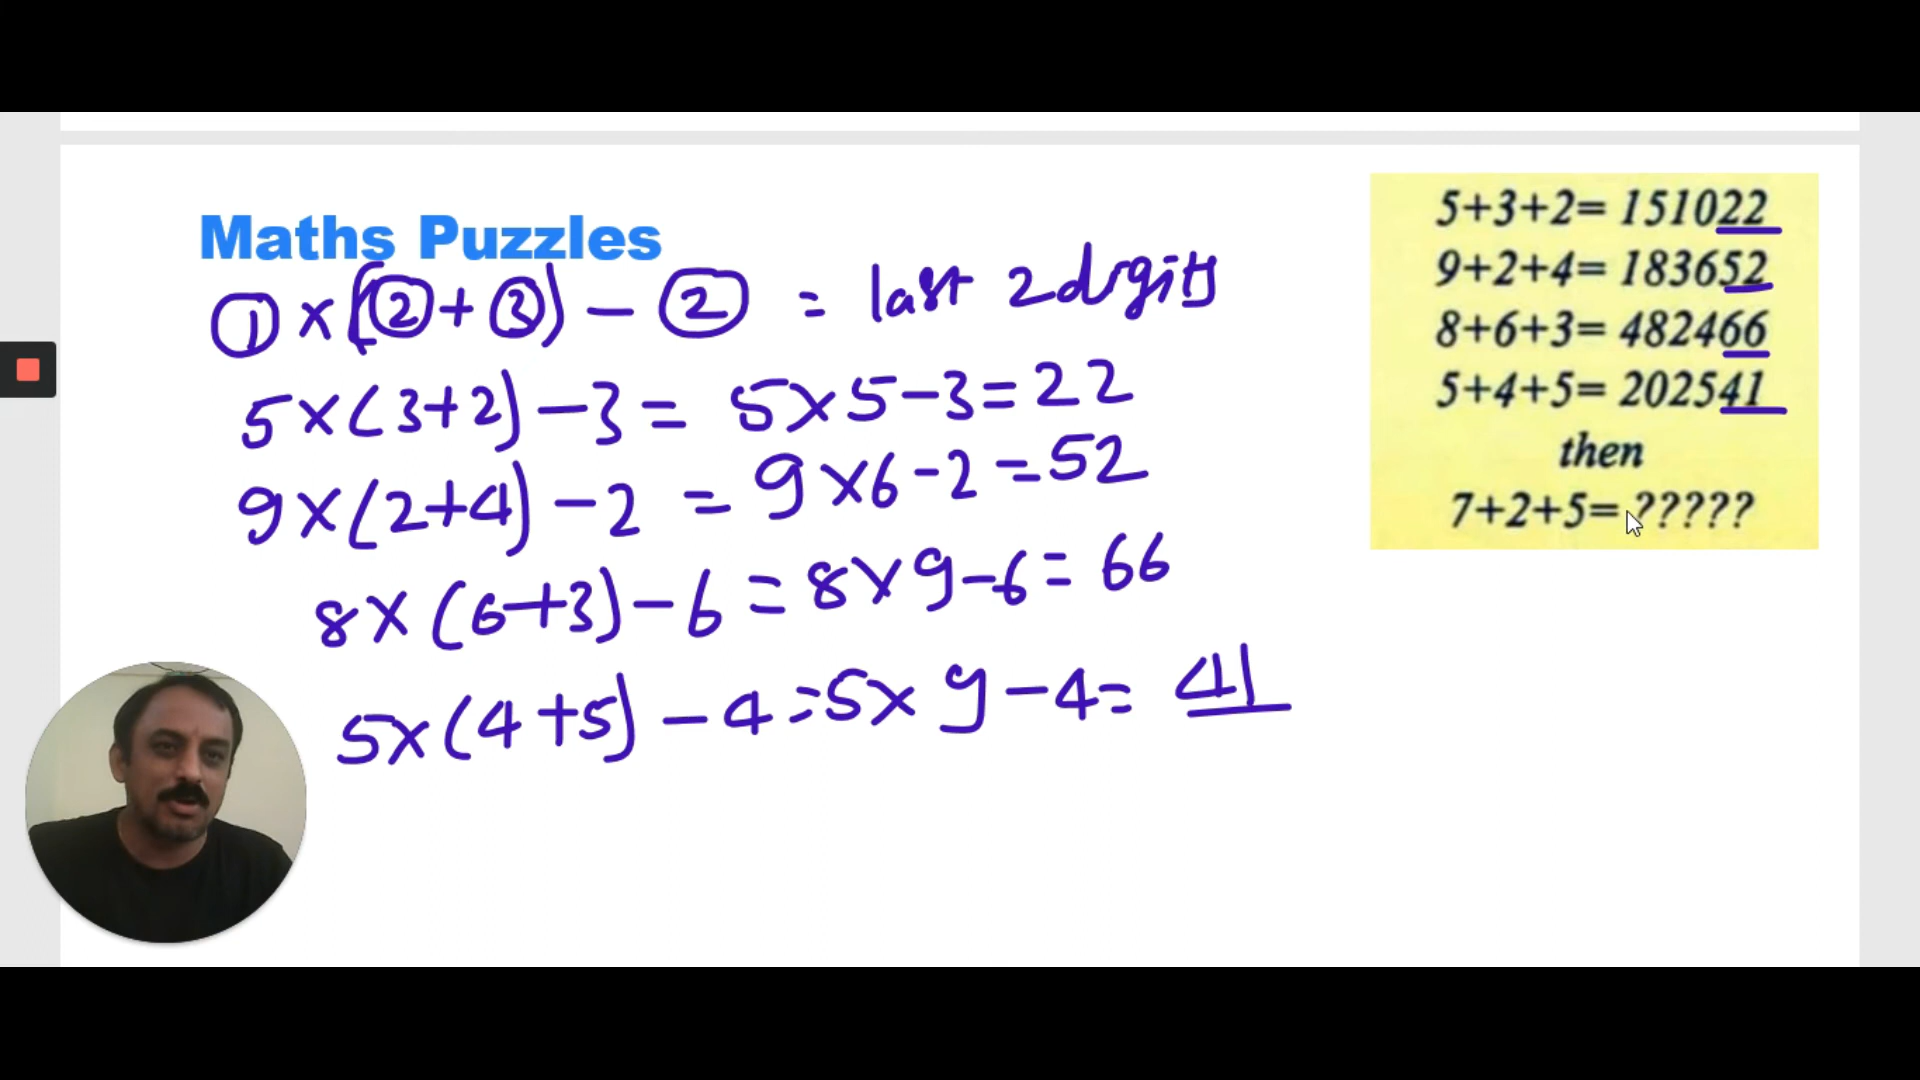 Maths Puzzles
① × (② + ③) - ② = last 2 digits
5 × (3+2) - 3 = 5 × 5 - 3 = 22
9 × (2+4) - 2 = 9 × 6 - 2 = 52
8 × (6+3) - 6 = 8 × 9 - 6 = 66
5 × (4+5) - 4 = 5 × 9 - 4 = 41
5+3+2= 151022
9+2+4= 183652
8+6+3= 482466
5+4+5= 202541
then
7+2+5= ?????